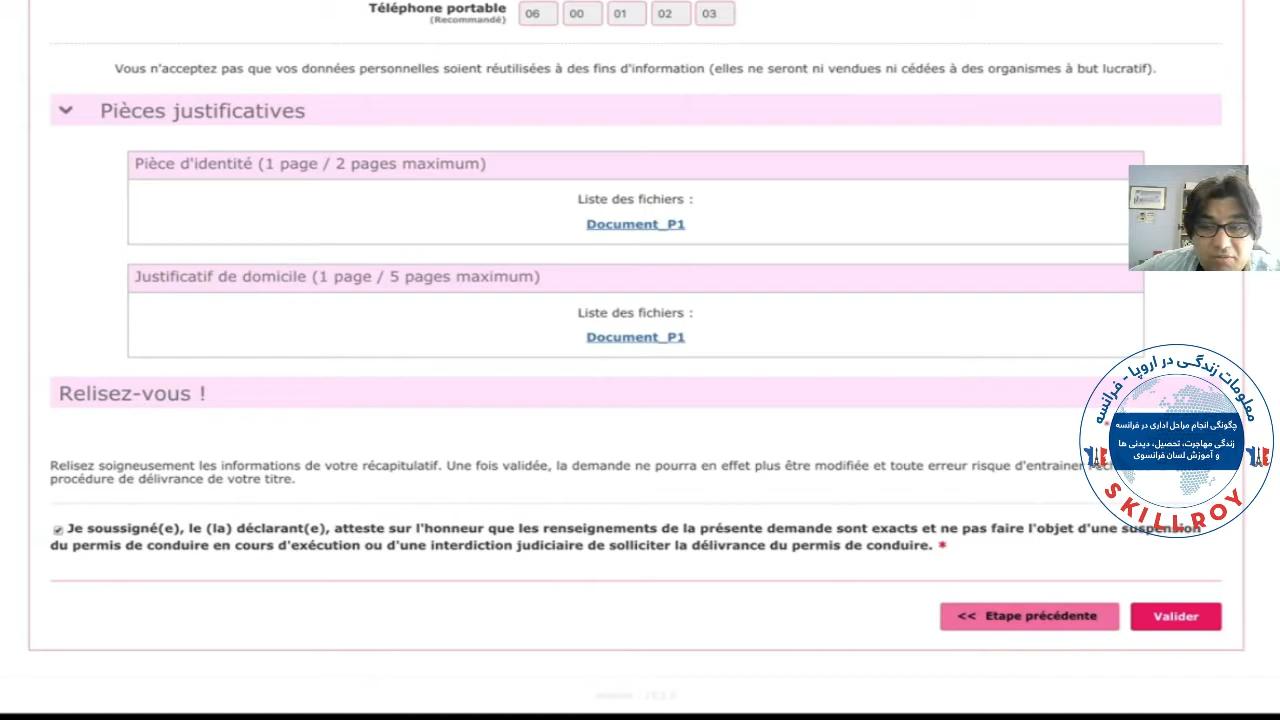 Téléphone portable
(Recommandé)
06 00 01 02 03
Vous n'acceptez pas que vos données personnelles soient réutilisées à des fins d'information (elles ne seront ni vendues ni cédées à des organismes à but lucratif).
Pièces justificatives
Pièce d'identité (1 page / 2 pages maximum)
Liste des fichiers :
Document_P1
Justificatif de domicile (1 page / 5 pages maximum)
Liste des fichiers :
Document_P1
Relisez-vous !
معلومات زندگی در اروپا - فرانسه
چگونگی انجام مراحل اداری در فرانسه
زندگی مهاجرت، تحصیل، دیدنی ها
و آموزش لسان فرانسوی
SKILLROY
Relisez soigneusement les informations de votre récapitulatif. Une fois validée, la demande ne pourra en effet plus être modifiée et toute erreur risque d'entrainer
procédure de délivrance de votre titre.
Je soussigné(e), le (la) déclarant(e), atteste sur l'honneur que les renseignements de la présente demande sont exacts et ne pas faire l'objet d'une suspension
du permis de conduire en cours d'exécution ou d'une interdiction judiciaire de solliciter la délivrance du permis de conduire. *
<< Etape précédente
Valider